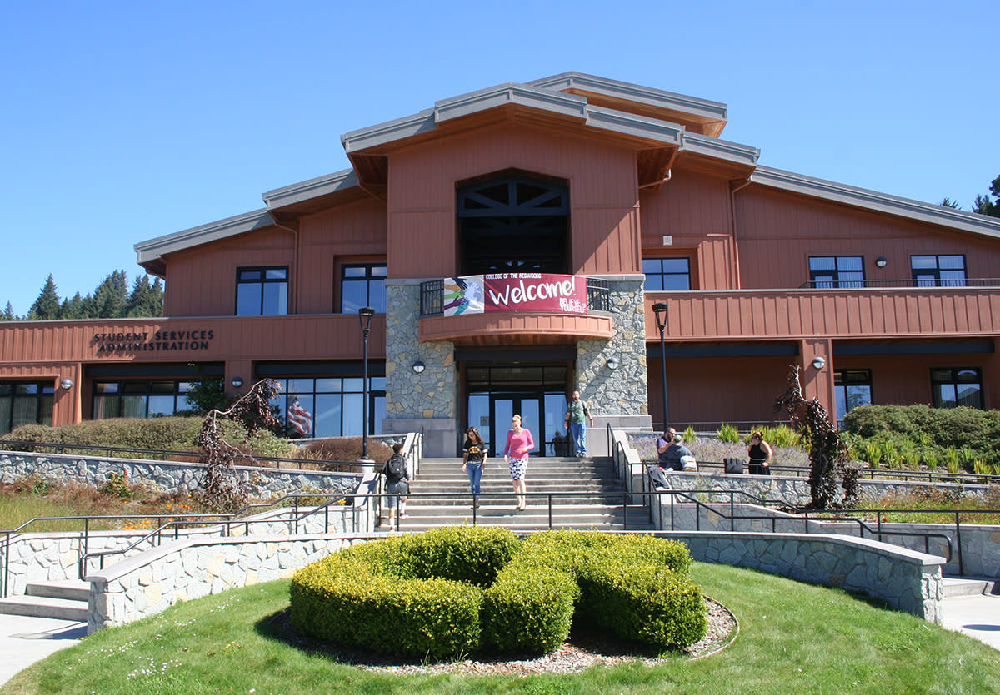 COLLEGE OF THE REDWOODS
Welcome!
BELIEVE
YOURSELF
STUDENT SERVICES
ADMINISTRATION